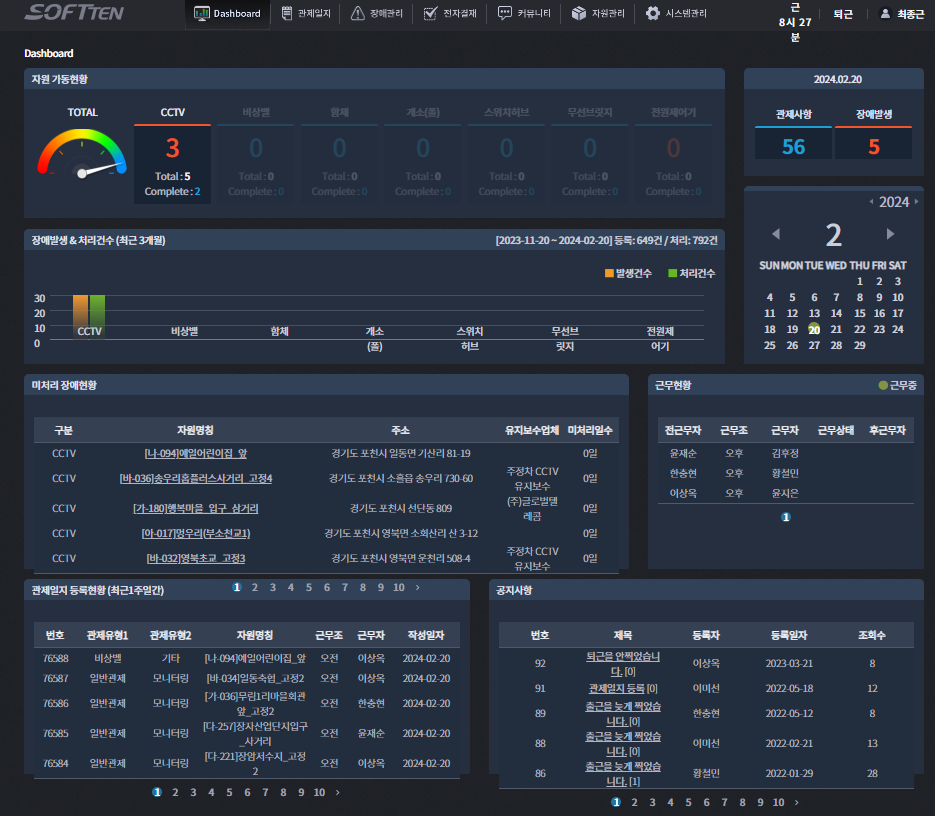 SOFTTEN
Dashboard 관제일지 장애관리 전자결재 커뮤니티 자원관리 시스템관리
근
8시 27
분
퇴근 최종근
Dashboard
자원 가동현황
TOTAL
CCTV 비상벨 함체 개소(폴) 스위치허브 무선브릿지 전원제어기
3 0 0 0 0 0 0
Total : 5 Total : 0 Total : 0 Total : 0 Total : 0 Total : 0 Total : 0
Complete : 2 Complete : 0 Complete : 0 Complete : 0 Complete : 0 Complete : 0 Complete : 0
2024.02.20
관제사항 장애발생
56 5
2024
2
SUN MON TUE WED THU FRI SAT
1 2 3
4 5 6 7 8 9 10
11 12 13 14 15 16 17
18 19 20 21 22 23 24
25 26 27 28 29
장애발생 & 처리건수 (최근 3개월) [2023-11-20 ~ 2024-02-20] 등록: 649건 / 처리: 792건
발생건수 처리건수
30
20
10
0
CCTV 비상벨 함체 개소 스위치 무선브 전원제
(폴) 허브 릿지 어기
미처리 장애현황
구분 자원명칭 주소 유지보수업체 미처리일수
CCTV [나-094]예일어린이집_앞 경기도 포천시 일동면 기산리 81-19 0일
CCTV [바-036]송우리홈플러스사거리_고정4 경기도 포천시 소흘읍 송우리 730-60 주정차 CCTV
유지보수 0일
CCTV [가-180]행복마을_입구_삼거리 경기도 포천시 선단동 809 (주)글로벌텔
레콤 0일
CCTV [아-017]멍우리(부소천교1) 경기도 포천시 영북면 소회산리 산 3-12 0일
CCTV [바-032]영북초교_고정3 경기도 포천시 영북면 운천리 508-4 주정차 CCTV
유지보수 0일
1 2 3 4 5 6 7 8 9 10 >
근무현황 근무중
전근무자 근무조 근무자 근무상태 후근무자
윤재순 오후 김후정
한충현 오후 황철민
이상옥 오후 윤지은
1
관제일지 등록현황 (최근1주일간)
번호 관제유형1 관제유형2 자원명칭 근무조 근무자 작성일자
76588 비상벨 기타 [나-094]예일어린이집_앞 오전 이상옥 2024-02-20
76587 일반관제 모니터링 [바-034]일동축협_고정2 오전 이상옥 2024-02-20
76586 일반관제 모니터링 [가-036]무림1리마을회관
앞_고정2 오전 한충현 2024-02-20
76585 일반관제 모니터링 [다-257]장자산업단지입구
_사거리 오전 윤재순 2024-02-20
76584 일반관제 모니터링 [다-221]장암저수지_고정
2 오전 이상옥 2024-02-20
1 2 3 4 5 6 7 8 9 10 >
공지사항
번호 제목 등록자 등록일자 조회수
92 퇴근을 안찍었습니
다. [0] 이상옥 2023-03-21 8
91 관제일지 등록 [0] 이미선 2022-05-18 12
89 출근을 늦게 찍었습
니다. [0] 한충현 2022-05-12 8
88 출근을 늦게 찍었습
니다. [0] 이미선 2022-02-21 13
86 출근을 늦게 찍었습
니다. [1] 황철민 2022-01-29 28
1 2 3 4 5 6 7 8 9 10 >